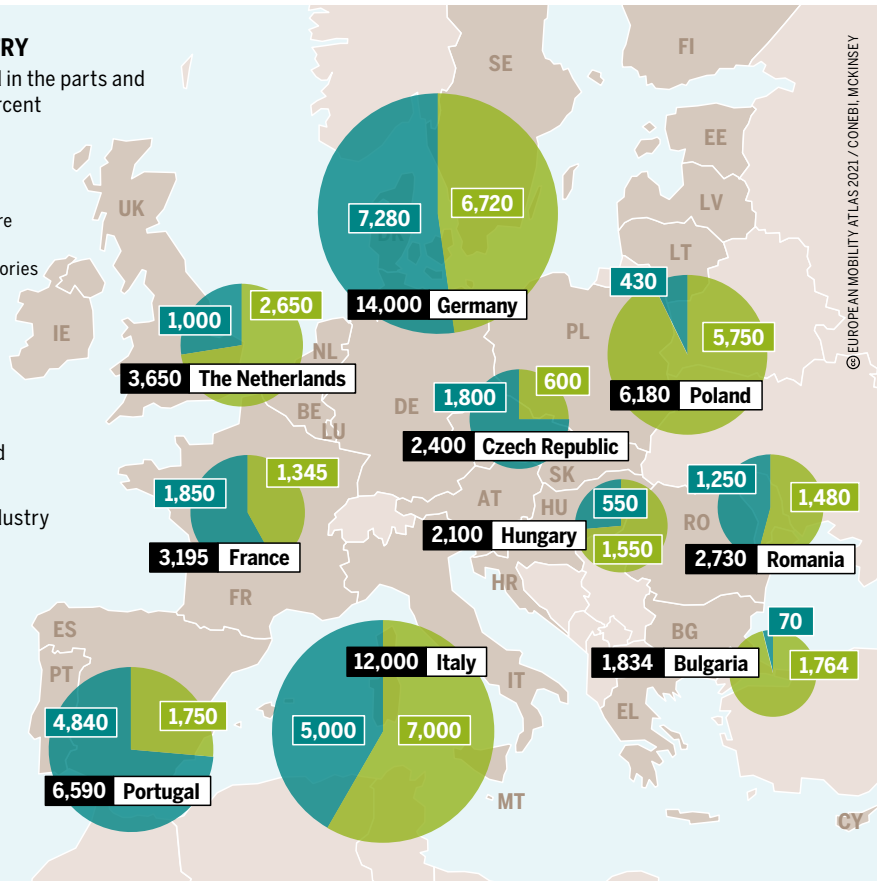 RY
in the parts and
rcent
re
ories
d
lustry
© EUROPEAN MOBILITY ATLAS 2021 / CONEBI, MCKINSEY
SE
FI
EE
LV
LT
UK
IE
7,280
6,720
14,000 Germany
430
5,750
6,180 Poland
PL
1,000
2,650
3,650 The Netherlands
NL
BE
LU
DE
1,800
600
2,400 Czech Republic
SK
AT
HU
RO
1,850
1,345
3,195 France
FR
550
1,550
2,100 Hungary
HR
1,250
1,480
2,730 Romania
ES
PT
4,840
1,750
6,590 Portugal
12,000 Italy
5,000
7,000
IT
MT
BG
70
1,764
1,834 Bulgaria
EL
CY